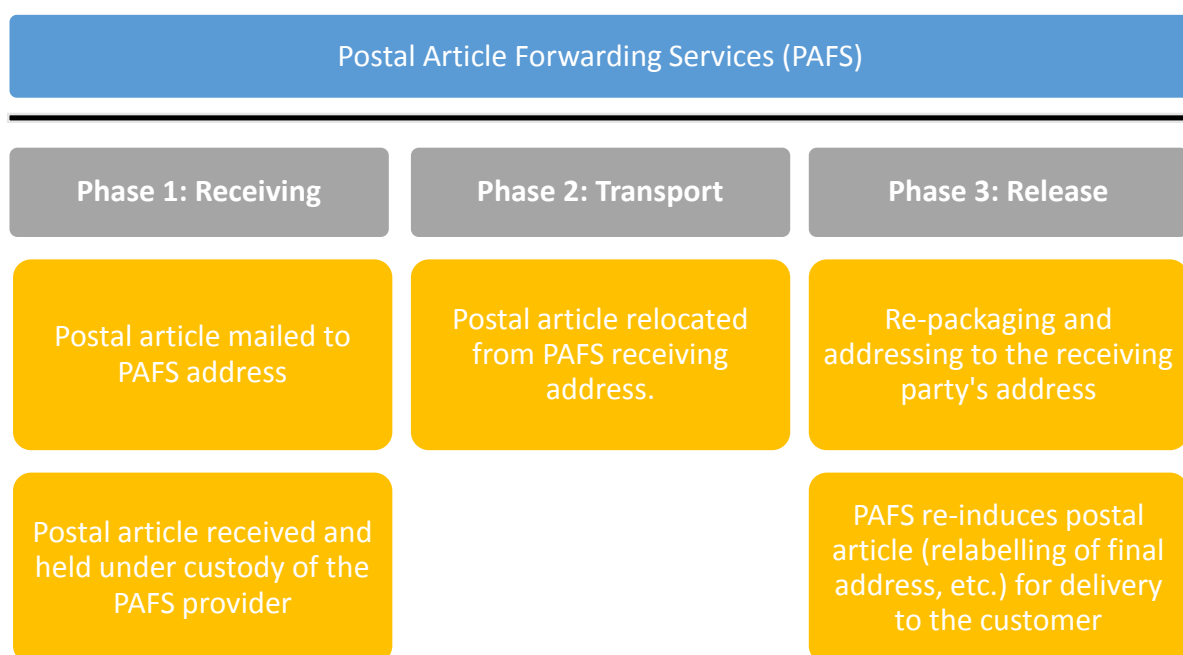 Postal Article Forwarding Services (PAFS)
Phase 1: Receiving
Phase 2: Transport
Phase 3: Release
Postal article mailed to
PAFS address
Postal article relocated
from PAFS receiving
address.
Re-packaging and
addressing to the receiving
party's address
Postal article received and
held under custody of the
PAFS provider
PAFS re-induces postal
article (relabelling of final
address, etc.) for delivery
to the customer